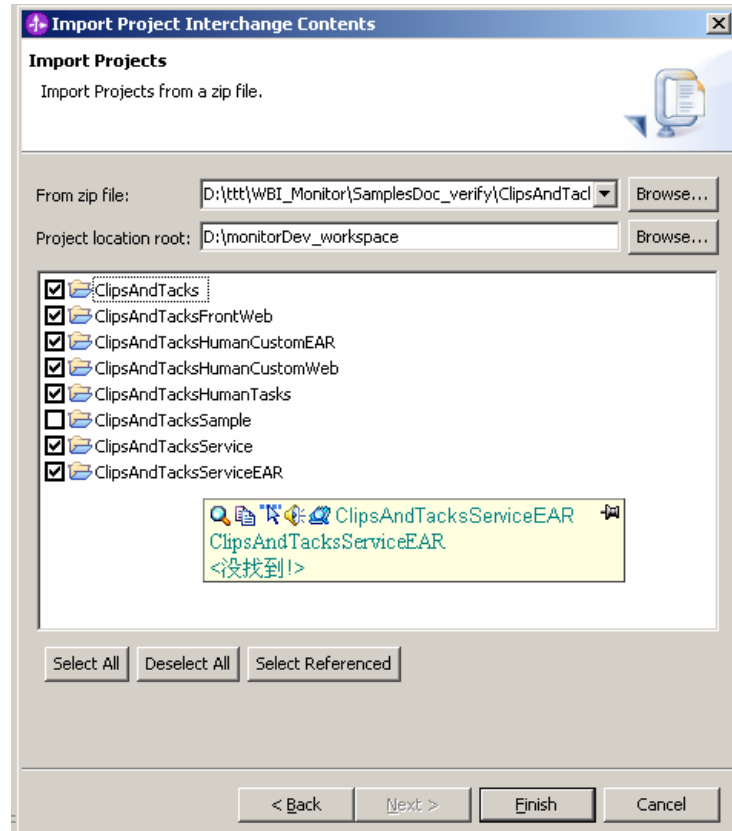 Import Project Interchange Contents
Import Projects
Import Projects from a zip file.
From zip file: D:\ttt\WBI_Monitor\SamplesDoc_verify\ClipsAndTacl Browse...
Project location root: D:\monitorDev_workspace Browse...
ClipsAndTacks
ClipsAndTacksFrontWeb
ClipsAndTacksHumanCustomEAR
ClipsAndTacksHumanCustomWeb
ClipsAndTacksHumanTasks
ClipsAndTacksSample
ClipsAndTacksService
ClipsAndTacksServiceEAR
ClipsAndTacksServiceEAR
ClipsAndTacksServiceEAR
<没找到!>
Select All Deselect All Select Referenced
< Back Next > Finish Cancel